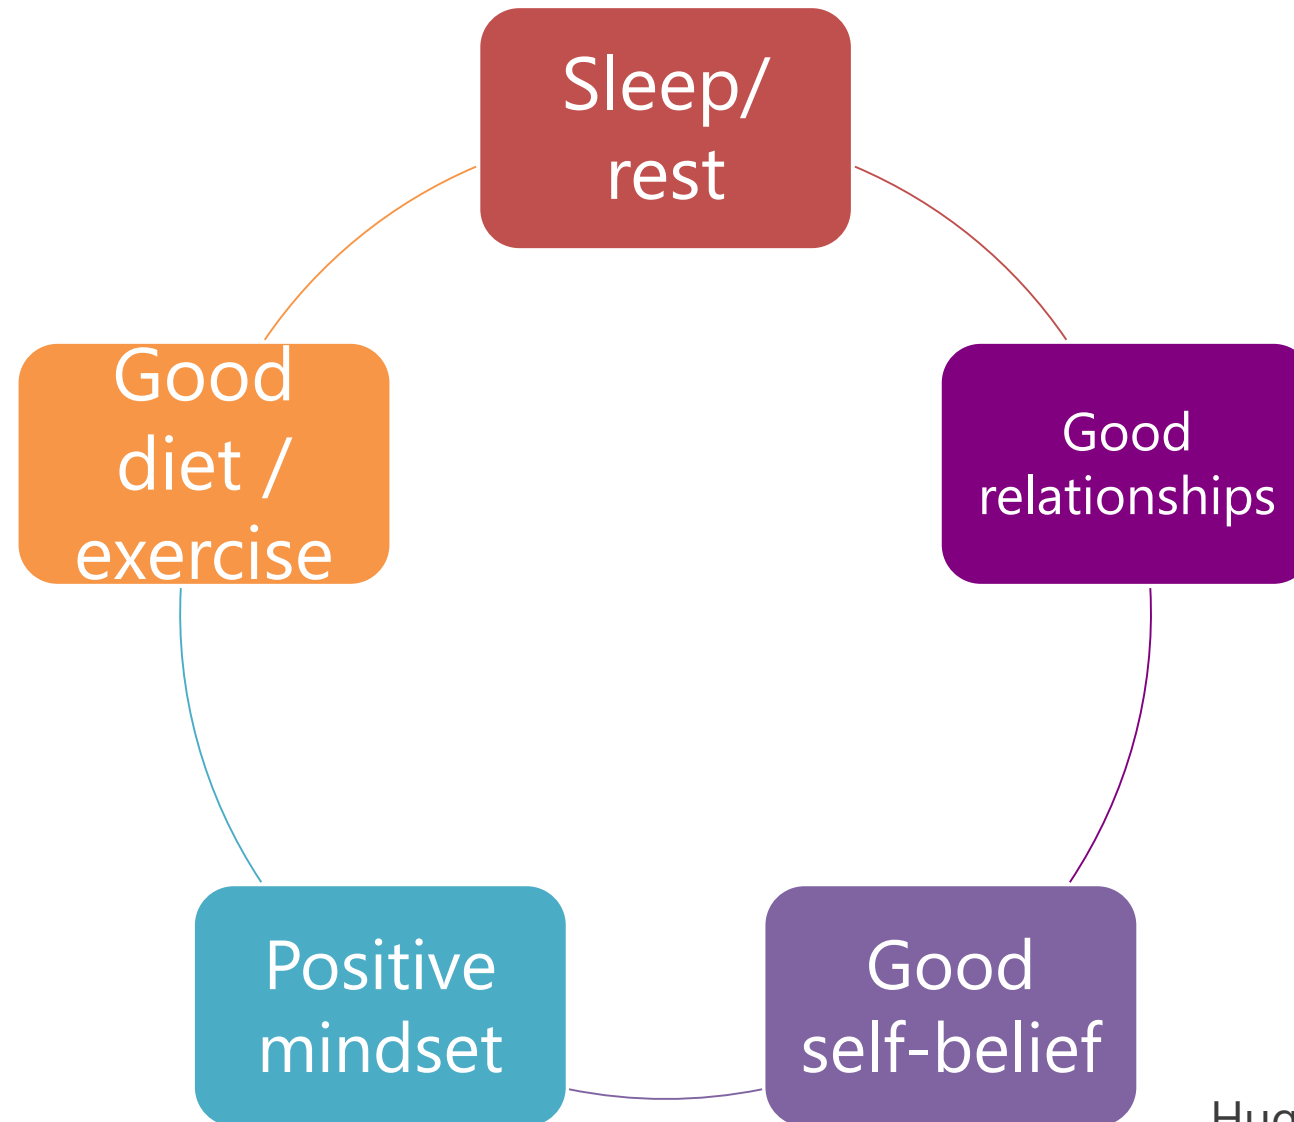 Sleep/
rest
Good
diet /
exercise
Good
relationships
Positive
mindset
Good
self-belief